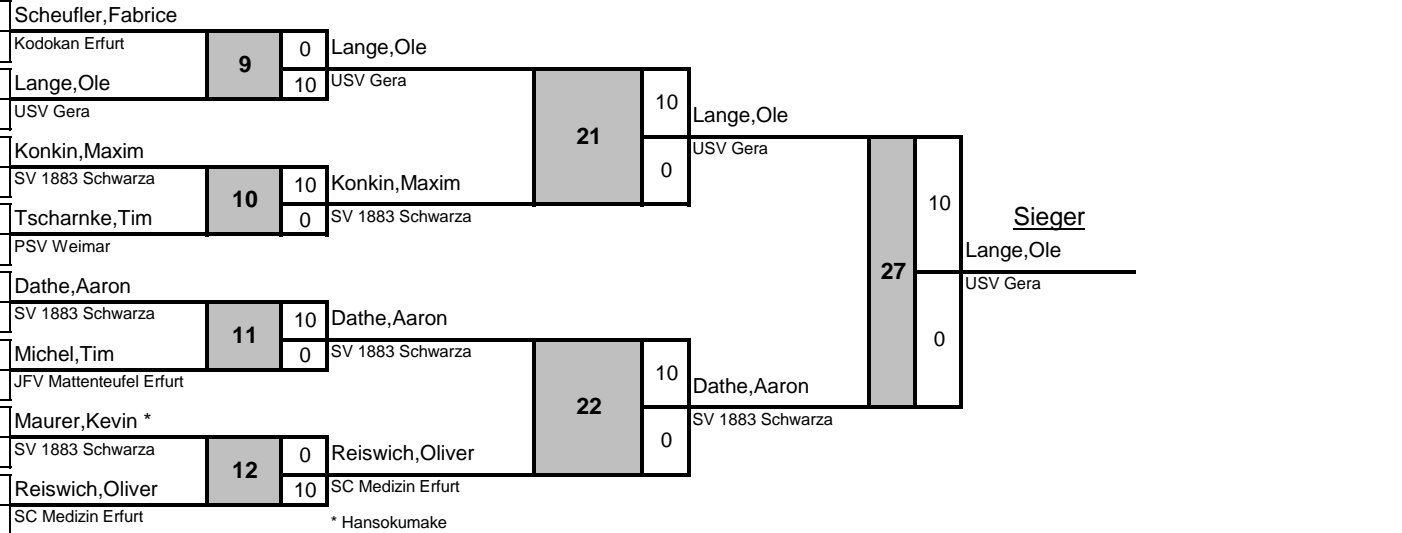 Scheufler,Fabrice
Kodokan Erfurt
9
0
10
Lange,Ole
USV Gera
Lange,Ole
USV Gera
21
10
0
Lange,Ole
USV Gera
Konkin,Maxim
SV 1883 Schwarza
10
10
0
Konkin,Maxim
SV 1883 Schwarza
Tscharnke,Tim
PSV Weimar
27
10
0
Sieger
Lange,Ole
USV Gera
Dathe,Aaron
SV 1883 Schwarza
11
10
0
Dathe,Aaron
SV 1883 Schwarza
Michel,Tim
JFV Mattenteufel Erfurt
22
10
0
Dathe,Aaron
SV 1883 Schwarza
Maurer,Kevin *
SV 1883 Schwarza
12
0
10
Reiswich,Oliver
SC Medizin Erfurt
Reiswich,Oliver
SC Medizin Erfurt
* Hansokumake